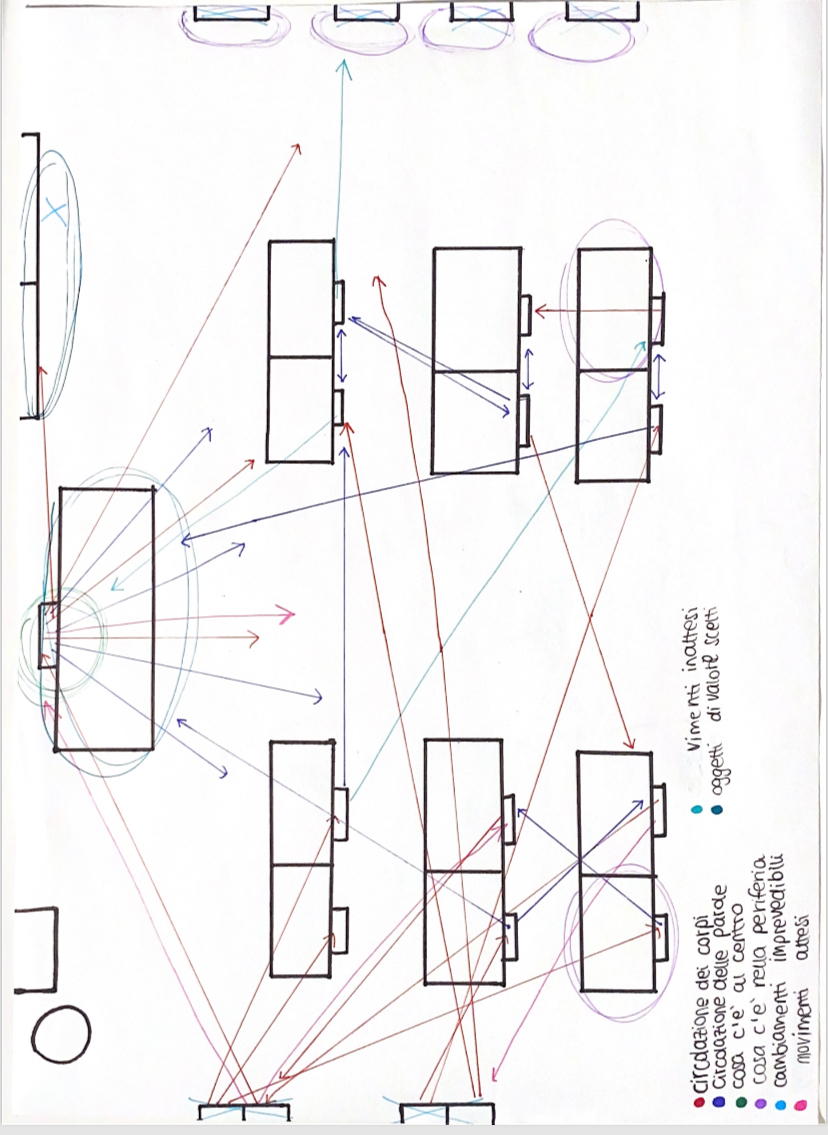 circolazione dei corpi
Circolazione delle parole
cosa c'e' al centro
cosa c'e' nella periferia
cambiamenti imprevedibili
movimenti attesi
Vimenti inattesi
oggetti di valore scelti